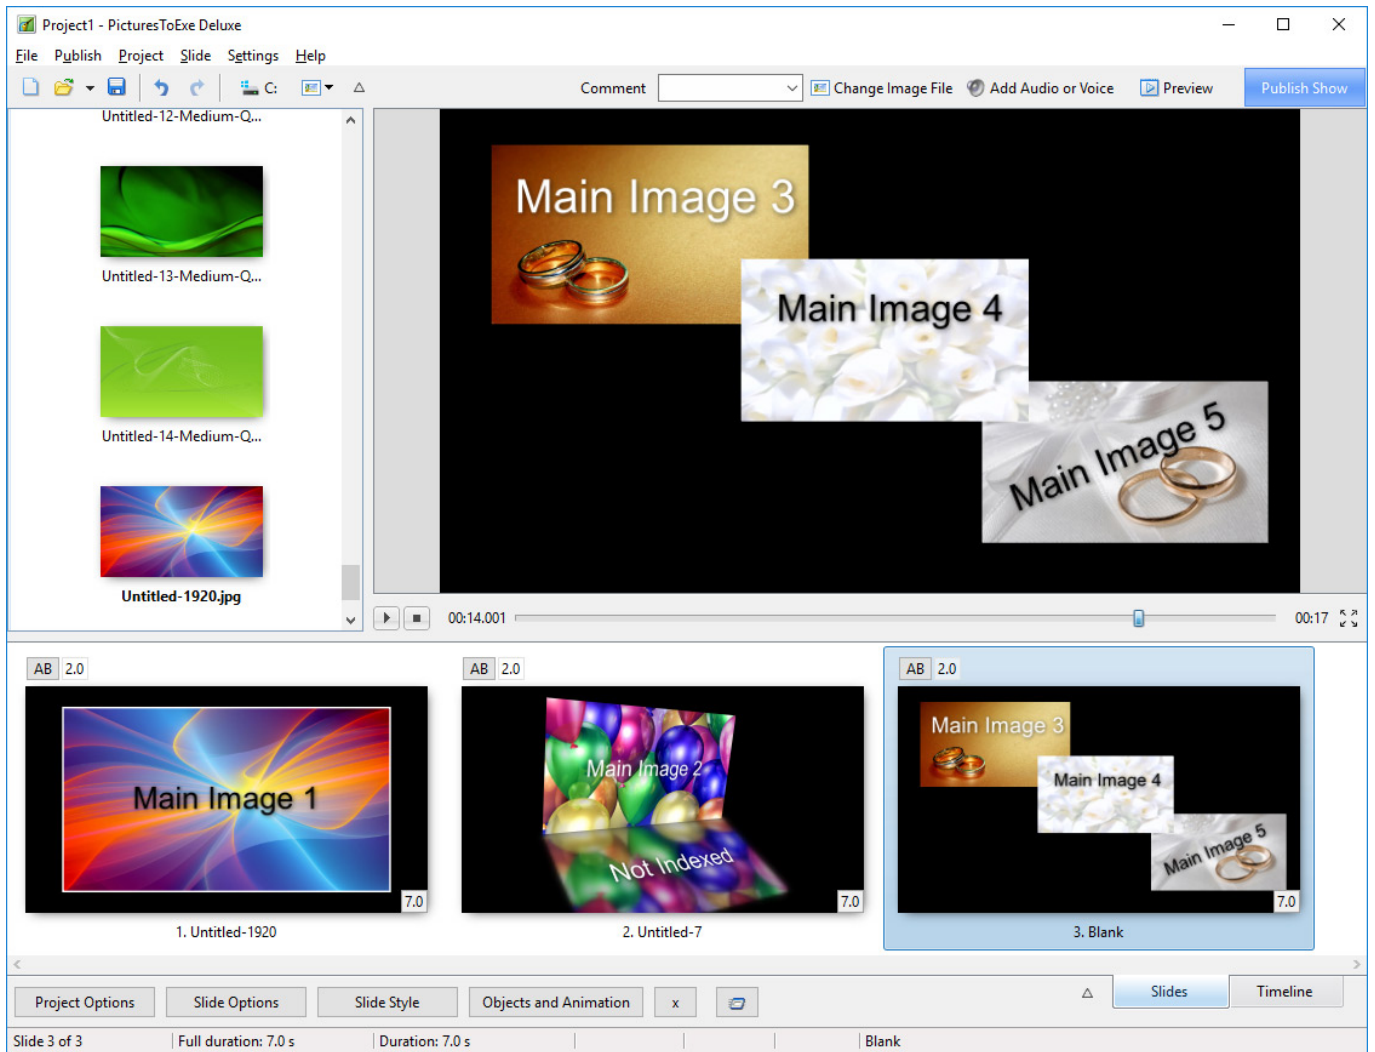 Project1 - PicturesToExe Deluxe
File Publish Project Slide Settings Help
C:
Comment
Change Image File
Add Audio or Voice
Preview
Publish Show
Untitled-12-Medium-Q...
Untitled-13-Medium-Q...
Untitled-14-Medium-Q...
Untitled-1920.jpg
Main Image 3
Main Image 4
Main Image 5
00:14.001
00:17
AB 2.0
Main Image 1
7.0
1. Untitled-1920
AB 2.0
Main Image 2
Not Indexed
7.0
2. Untitled-7
AB 2.0
Main Image 3
Main Image 4
Main Image 5
7.0
3. Blank
Project Options
Slide Options
Slide Style
Objects and Animation
x
Slides
Timeline
Slide 3 of 3
Full duration: 7.0 s
Duration: 7.0 s
Blank